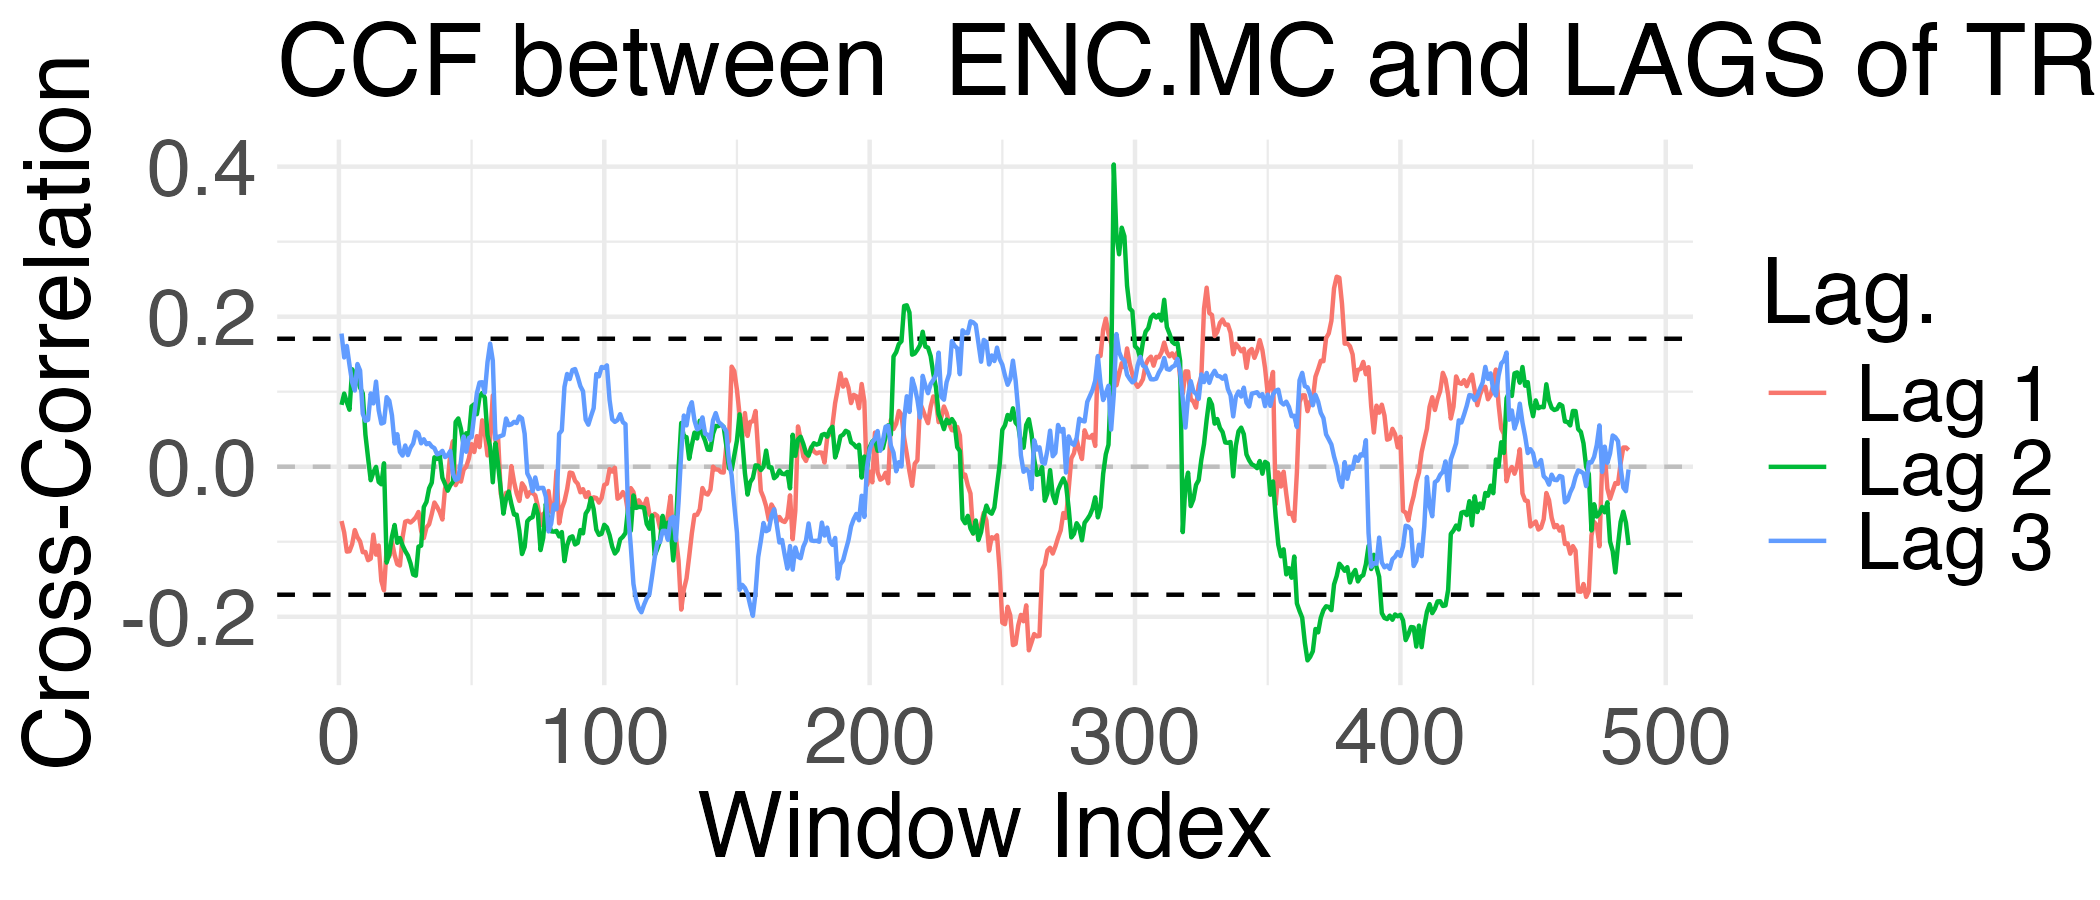 CCF between  ENC.MC and LAGS of TR
Cross-Correlation
0.4
0.2
0.0
-0.2
0 100 200 300 400 500
Window Index
Lag.
Lag 1
Lag 2
Lag 3